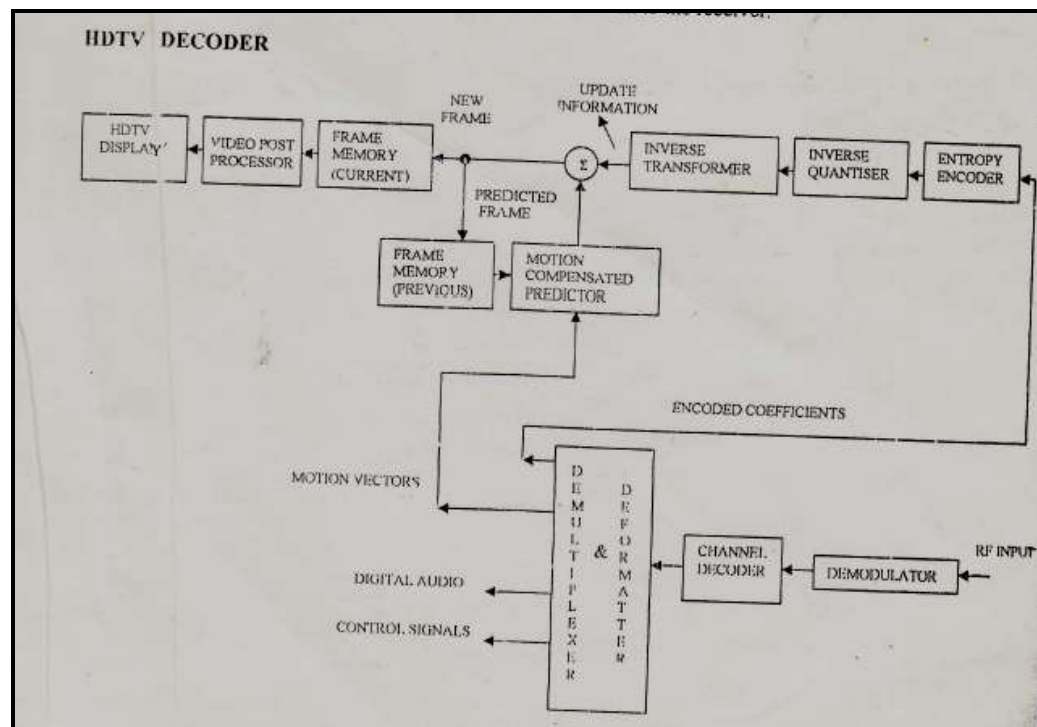 the receiver.
HDTV DECODER
UPDATE
INFORMATION
NEW
FRAME
HDTV
DISPLAY
VIDEO POST
PROCESSOR
FRAME
MEMORY
(CURRENT)
Σ
INVERSE
TRANSFORMER
INVERSE
QUANTISER
ENTROPY
ENCODER
PREDICTED
FRAME
FRAME
MEMORY
(PREVIOUS)
MOTION
COMPENSATED
PREDICTOR
ENCODED COEFFICIENTS
MOTION VECTORS
DEMULTIPLEXER
&
DEFORMATTER
CHANNEL
DECODER
DEMODULATOR
RF INPUT
DIGITAL AUDIO
CONTROL SIGNALS